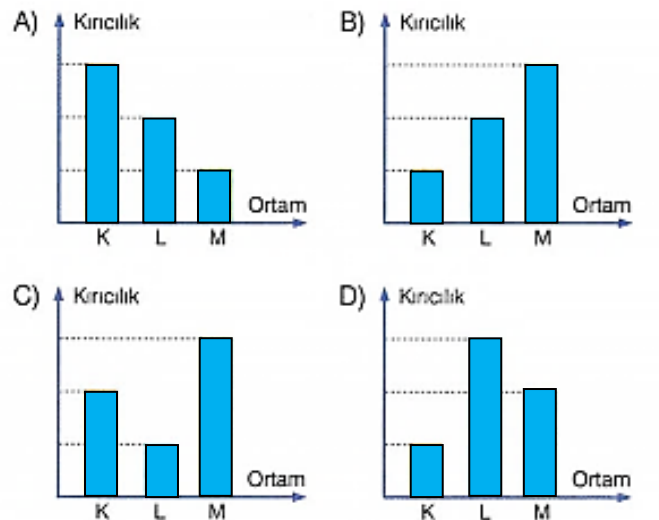 A) Kırıcılık
Ortam
K L M
B) Kırıcılık
Ortam
K L M
C) Kırıcılık
Ortam
K L M
D) Kırıcılık
Ortam
K L M